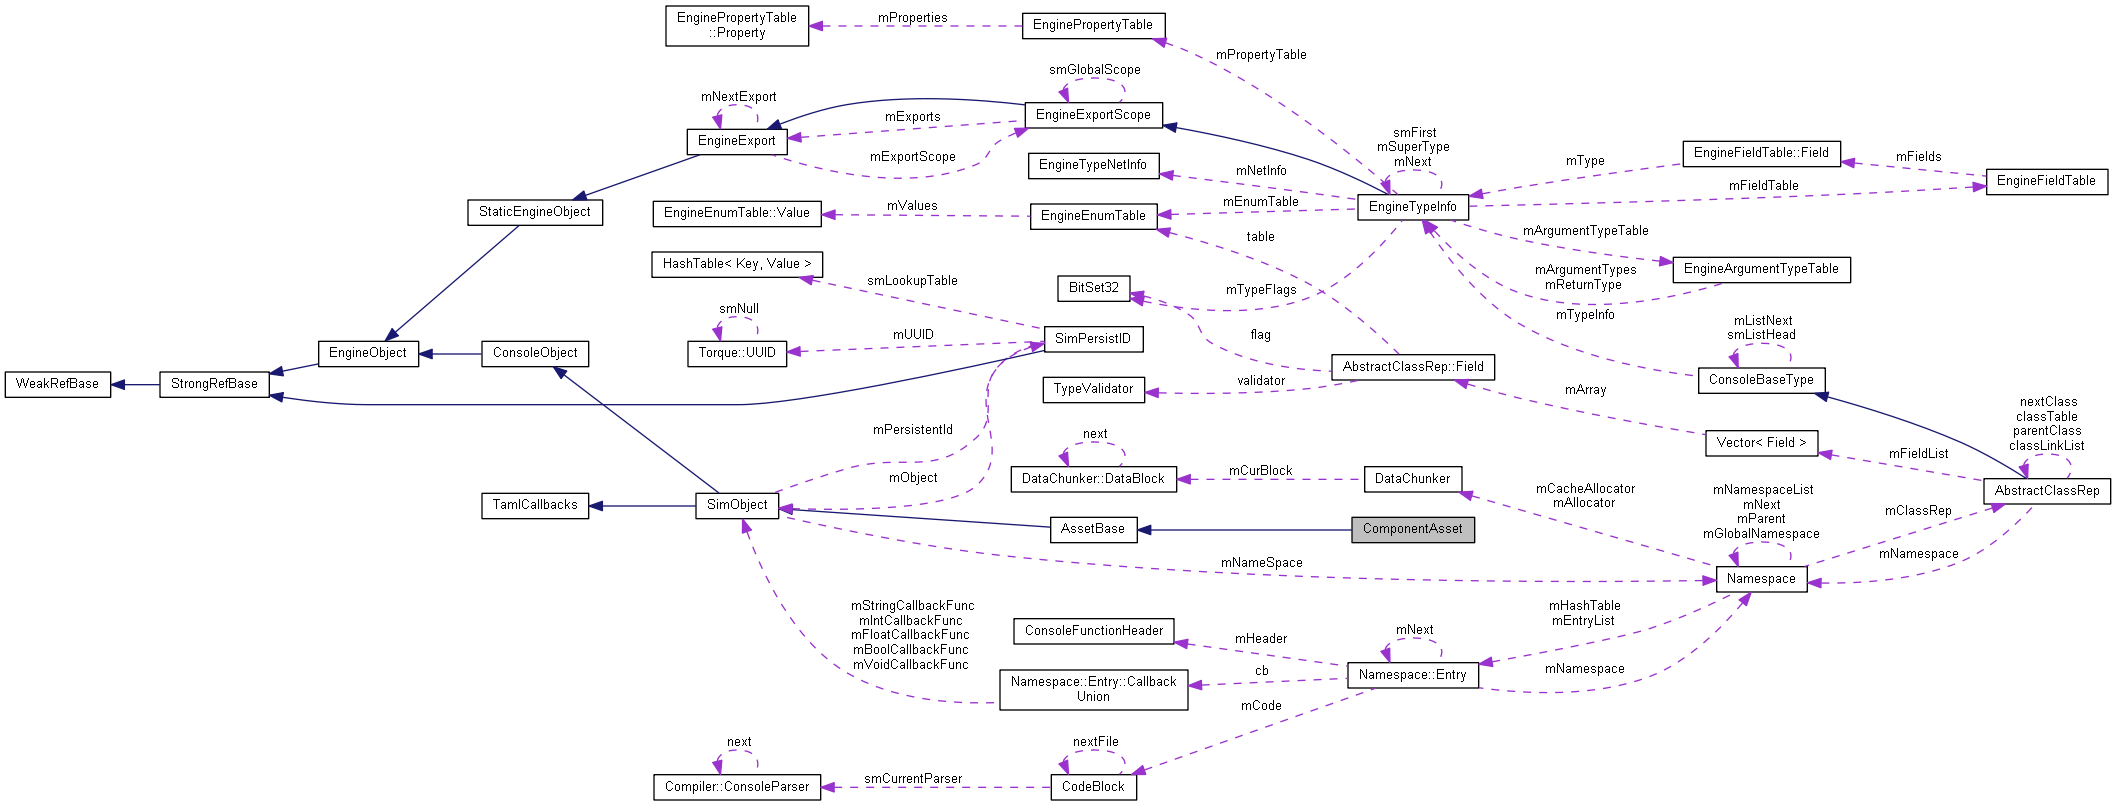 EnginePropertyTable
::Property
mProperties
EnginePropertyTable
mPropertyTable
smGlobalScope
mNextExport
EngineExportScope
mExports
EngineExport
mExportScope
smFirst
mSuperType
mNext
EngineTypeNetInfo
mNetInfo
mType
EngineFieldTable::Field
mFields
EngineFieldTable
mFieldTable
StaticEngineObject
EngineEnumTable::Value
mValues
EngineEnumTable
mEnumTable
EngineTypeInfo
table
mArgumentTypeTable
HashTable< Key, Value >
smLookupTable
BitSet32
mTypeFlags
mArgumentTypes
mReturnType
EngineArgumentTypeTable
smNull
mUUID
Torque::UUID
SimPersistID
flag
mTypeInfo
mListNext
smListHead
EngineObject
ConsoleObject
WeakRefBase
StrongRefBase
TypeValidator
validator
AbstractClassRep::Field
mArray
ConsoleBaseType
nextClass
classTable
parentClass
classLinkList
mPersistentId
next
Vector< Field >
mFieldList
mObject
DataChunker::DataBlock
mCurBlock
DataChunker
mCacheAllocator
mAllocator
mNamespaceList
mNext
mParent
mGlobalNamespace
mClassRep
AbstractClassRep
TamlCallbacks
SimObject
AssetBase
ComponentAsset
mNameSpace
mNamespace
Namespace
mStringCallbackFunc
mIntCallbackFunc
mFloatCallbackFunc
mBoolCallbackFunc
mVoidCallbackFunc
ConsoleFunctionHeader
mHeader
mNext
mHashTable
mEntryList
Namespace::Entry::Callback
Union
cb
Namespace::Entry
mNamespace
mCode
next
nextFile
Compiler::ConsoleParser
smCurrentParser
CodeBlock